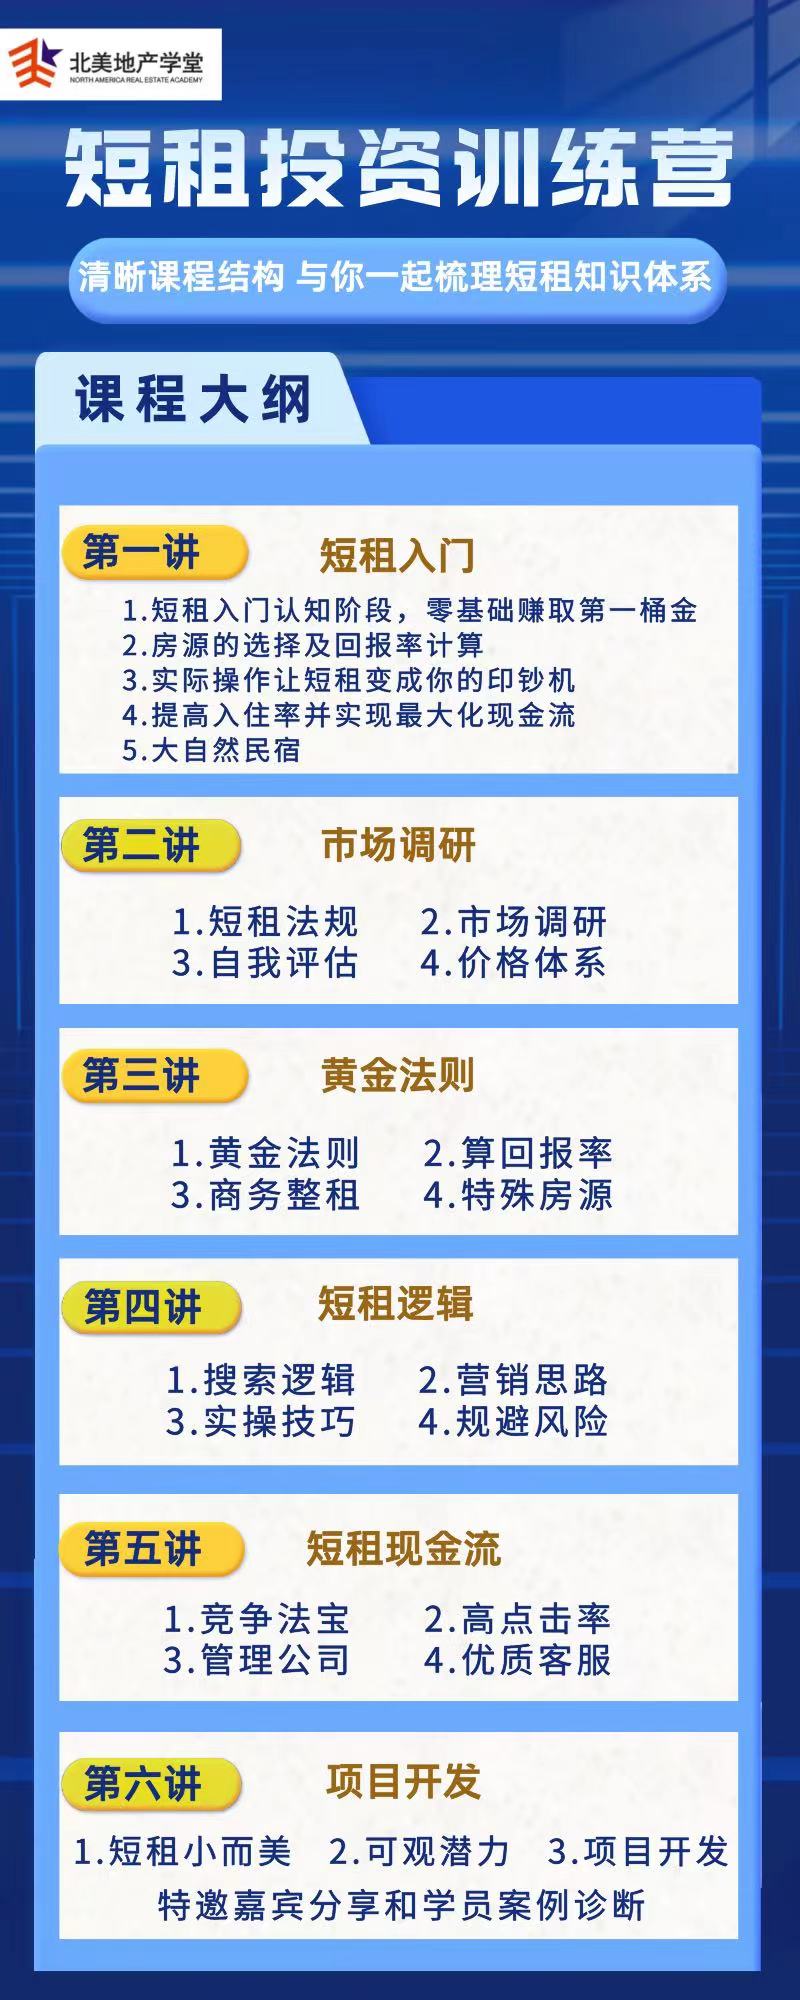 北美地产学堂
NORTH AMERICA REAL ESTATE ACADEMY
短租投资训练营
清晰课程结构 与你一起梳理短租知识体系
课程大纲
第一讲 短租入门
1.短租入门认知阶段，零基础赚取第一桶金
2.房源的选择及回报率计算
3.实际操作让短租变成你的印钞机
4.提高入住率并实现最大化现金流
5.大自然民宿
第二讲 市场调研
1.短租法规 2.市场调研
3.自我评估 4.价格体系
第三讲 黄金法则
1.黄金法则 2.算回报率
3.商务整租 4.特殊房源
第四讲 短租逻辑
1.搜索逻辑 2.营销思路
3.实操技巧 4.规避风险
第五讲 短租现金流
1.竞争法宝 2.高点击率
3.管理公司 4.优质客服
第六讲 项目开发
1.短租小而美 2.可观潜力 3.项目开发
特邀嘉宾分享和学员案例诊断